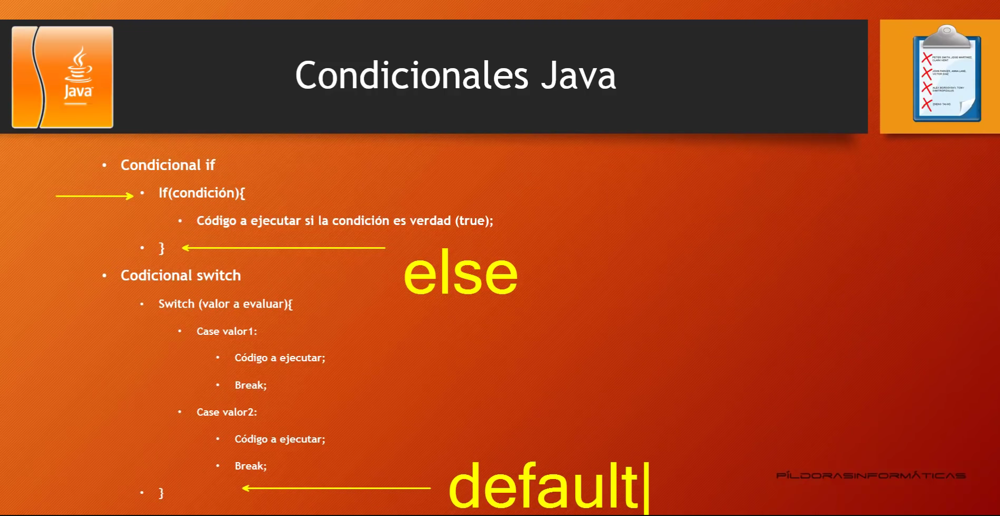 Condicionales Java
Java™
PETER SMITH, JOSE MARTINEZ,
CLARK KENT
JOHN PARKER, ANNA LANE,
VICTOR DIAZ
ALEX BORDOVSKY, TONY
DIMITROPOULUS
ZHENG TAI-HO
• Condicional if
• If(condición){
• Código a ejecutar si la condición es verdad (true);
• }
else
• Codicional switch
• Switch (valor a evaluar){
• Case valor1:
• Código a ejecutar;
• Break;
• Case valor2:
• Código a ejecutar;
• Break;
default
• }
PÍLDORASINFORMÁTICAS